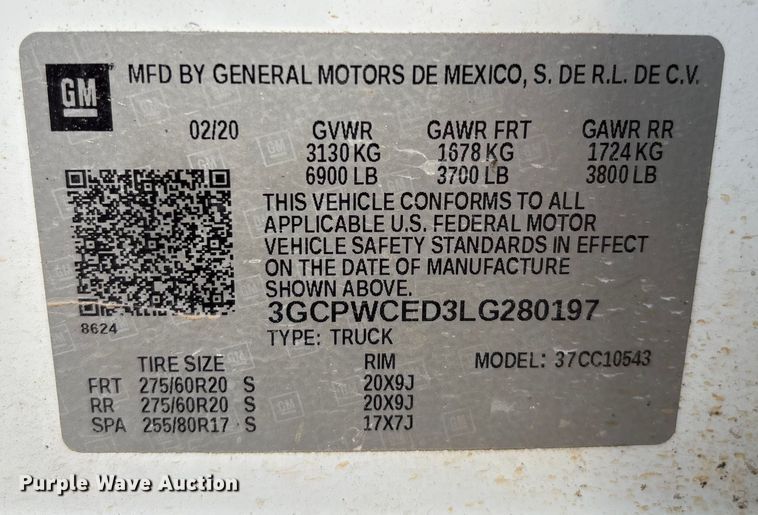 GM
MFD BY GENERAL MOTORS DE MEXICO, S. DE R.L. DE C.V.
02/20 GVWR GAWR FRT GAWR RR
3130 KG 1678 KG 1724 KG
6900 LB 3700 LB 3800 LB
THIS VEHICLE CONFORMS TO ALL
APPLICABLE U.S. FEDERAL MOTOR
VEHICLE SAFETY STANDARDS IN EFFECT
ON THE DATE OF MANUFACTURE
SHOWN ABOVE.
8624
3GCPWCED3LG280197
TYPE: TRUCK
TIRE SIZE RIM MODEL: 37CC10543
FRT 275/60R20 S 20X9J
RR 275/60R20 S 20X9J
SPA 255/80R17 S 17X7J
Purple Wave Auction